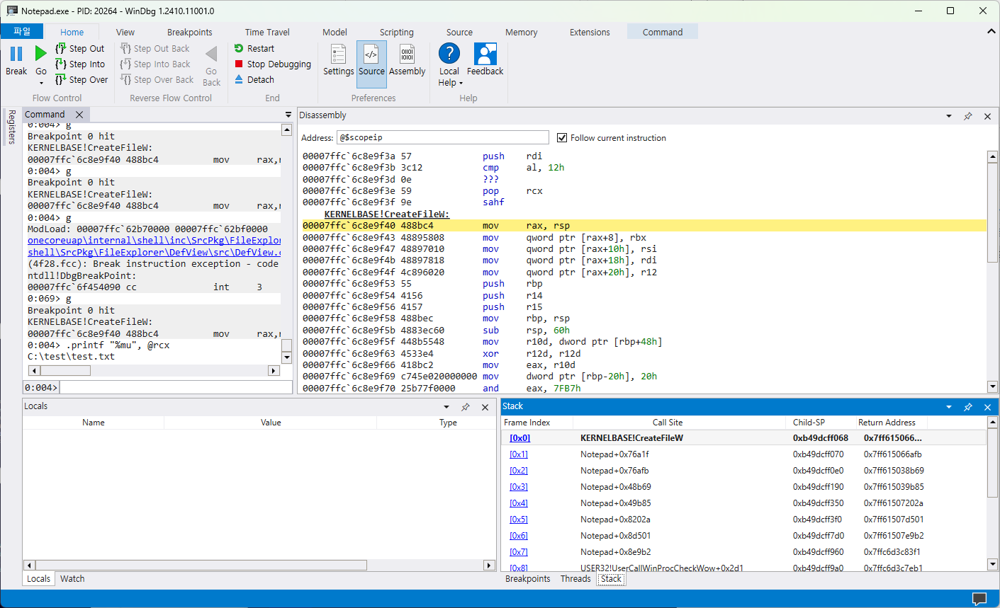 Notepad.exe - PID: 20264 - WinDbg 1.2410.11001.0
파일 Home View Breakpoints Time Travel Model Scripting Source Memory Extensions Command
Break
Go
Step Out
Step Into
Step Over
Flow Control
Step Out Back
Step Into Back
Step Over Back
Go Back
Reverse Flow Control
Restart
Stop Debugging
Detach
End
Settings Source Assembly
Preferences
Local Help
Feedback
Help
Registers
Command
0:004> g
Breakpoint 0 hit
KERNELBASE!CreateFileW:
00007ffc`6c8e9f40 488bc4 mov rax,r
0:004> g
Breakpoint 0 hit
KERNELBASE!CreateFileW:
00007ffc`6c8e9f40 488bc4 mov rax,r
0:004> g
ModLoad: 00007ffc`62b70000 00007ffc`62bf0000
onecoreuap\internal\shell\inc\SrcPkg\FileExplor
shell\SrcPkg\FileExplorer\DefView\src\DefView.c
(4f28.fcc): Break instruction exception - code
ntdll!DbgBreakPoint:
00007ffc`6f454090 cc int 3
0:069> g
Breakpoint 0 hit
KERNELBASE!CreateFileW:
00007ffc`6c8e9f40 488bc4 mov rax,r
0:004> .printf "%mu", @rcx
C:\test\test.txt
0:004>
Disassembly
Address: @$scopeip Follow current instruction
00007ffc`6c8e9f3a 57 push rdi
00007ffc`6c8e9f3b 3c12 cmp al, 12h
00007ffc`6c8e9f3d 0e ???
00007ffc`6c8e9f3e 59 pop rcx
00007ffc`6c8e9f3f 9e sahf
KERNELBASE!CreateFileW:
00007ffc`6c8e9f40 488bc4 mov rax, rsp
00007ffc`6c8e9f43 48895808 mov qword ptr [rax+8], rbx
00007ffc`6c8e9f47 48897010 mov qword ptr [rax+10h], rsi
00007ffc`6c8e9f4b 48897818 mov qword ptr [rax+18h], rdi
00007ffc`6c8e9f4f 4c896020 mov qword ptr [rax+20h], r12
00007ffc`6c8e9f53 55 push rbp
00007ffc`6c8e9f54 4156 push r14
00007ffc`6c8e9f56 4157 push r15
00007ffc`6c8e9f58 488bec mov rbp, rsp
00007ffc`6c8e9f5b 4883ec60 sub rsp, 60h
00007ffc`6c8e9f5f 448b5548 mov r10d, dword ptr [rbp+48h]
00007ffc`6c8e9f63 4533e4 xor r12d, r12d
00007ffc`6c8e9f66 418bc2 mov eax, r10d
00007ffc`6c8e9f69 c745e020000000 mov dword ptr [rbp-20h], 20h
00007ffc`6c8e9f70 25b77f0000 and eax, 7FB7h
Locals
Name Value Type
Locals Watch
Stack
Frame Index Call Site Child-SP Return Address
[0x0] KERNELBASE!CreateFileW 0xb49dcff068 0x7ff615066...
[0x1] Notepad+0x76a1f 0xb49dcff070 0x7ff615066afb
[0x2] Notepad+0x76afb 0xb49dcff0e0 0x7ff615038b69
[0x3] Notepad+0x48b69 0xb49dcff190 0x7ff615039b85
[0x4] Notepad+0x49b85 0xb49dcff350 0x7ff61507202a
[0x5] Notepad+0x8202a 0xb49dcff3f0 0x7ff61507d501
[0x6] Notepad+0x8d501 0xb49dcff7d0 0x7ff61507e9b2
[0x7] Notepad+0x8e9b2 0xb49dcff960 0x7ffc6d3c83f1
[0x8] USER32!UserCallWinProcCheckWow+0x2d1 0xb49dcff9a0 0x7ffc6d3c7eb1
Breakpoints Threads Stack